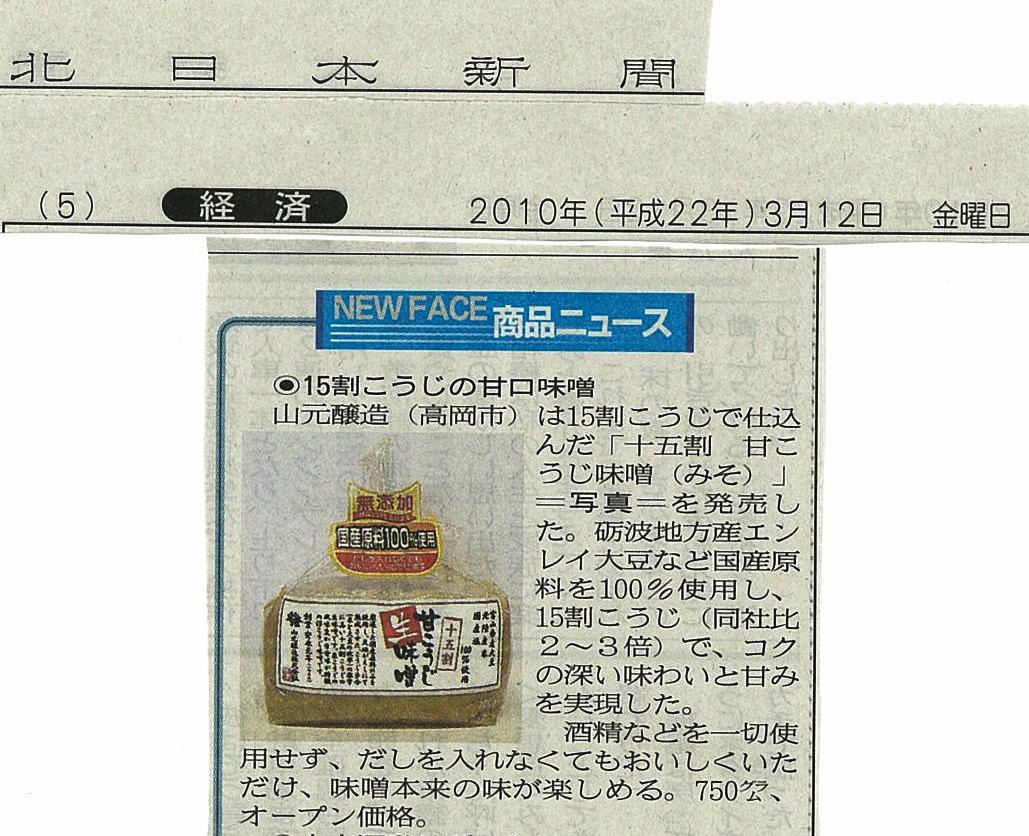 北日本新聞
(5) 経済 2010年(平成22年)3月12日 金曜日
NEW FACE 商品ニュース
◉15割こうじの甘口味噌
山元醸造（高岡市）は15割こうじで仕込
んだ「十五割　甘こ
うじ味噌（みそ）」
＝写真＝を発売し
た。砺波地方産エン
レイ大豆など国産原
料を100％使用し、
15割こうじ（同社比
２～３倍）で、コク
の深い味わいと甘み
を実現した。
酒精などを一切使
用せず、だしを入れなくてもおいしくいた
だけ、味噌本来の味が楽しめる。750㌘、
オープン価格。
無添加
国産原料100%使用
十五割
甘こうじ
生
味噌